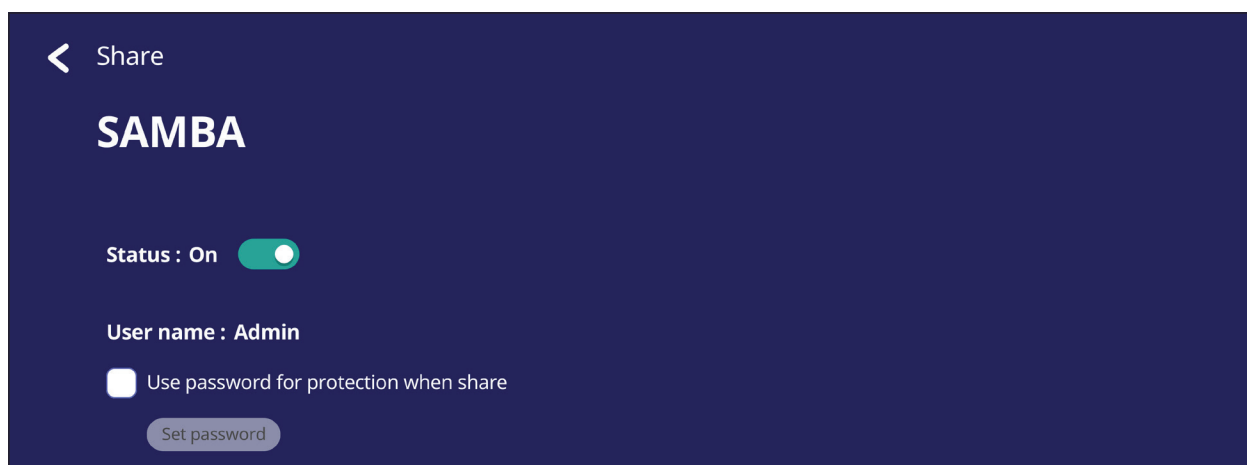 Share
SAMBA
Status : On
User name : Admin
Use password for protection when share
Set password